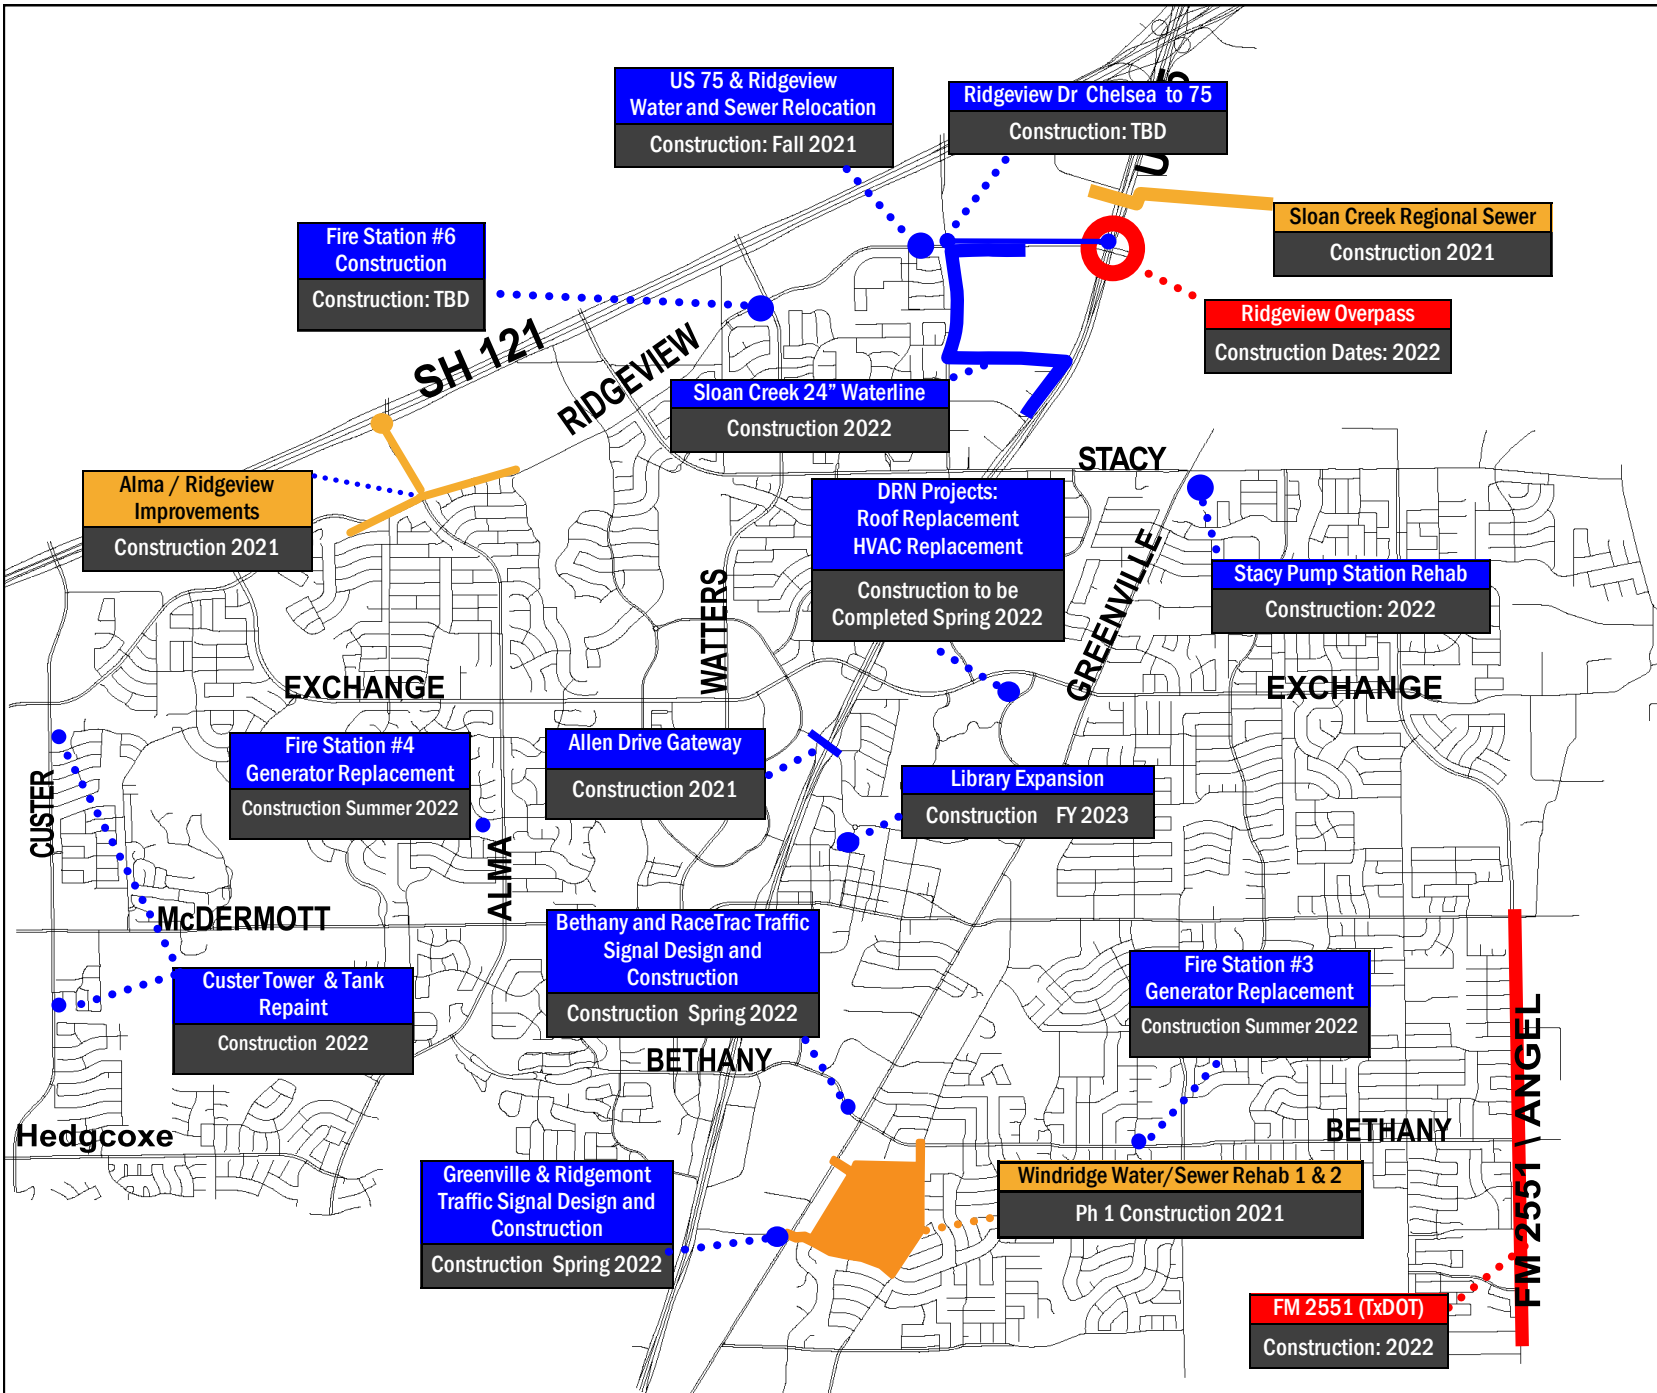 US 75 & Ridgeview
Water and Sewer Relocation
Construction: Fall 2021
Ridgeview Dr Chelsea to 75
Construction: TBD
Sloan Creek Regional Sewer
Construction 2021
Fire Station #6
Construction
Construction: TBD
Ridgeview Overpass
Construction Dates: 2022
SH 121
RIDGEVIEW
Sloan Creek 24” Waterline
Construction 2022
STACY
Alma / Ridgeview
Improvements
Construction 2021
DRN Projects:
Roof Replacement
HVAC Replacement
Construction to be
Completed Spring 2022
GREENVILLE
Stacy Pump Station Rehab
Construction: 2022
WATTERS
EXCHANGE
EXCHANGE
Fire Station #4
Generator Replacement
Construction Summer 2022
Allen Drive Gateway
Construction 2021
Library Expansion
Construction FY 2023
CUSTER
ALMA
McDERMOTT
Bethany and RaceTrac Traffic
Signal Design and
Construction
Construction Spring 2022
Fire Station #3
Generator Replacement
Construction Summer 2022
Custer Tower & Tank
Repaint
Construction 2022
BETHANY
Hedgcoxe
BETHANY
FM 2551 \ ANGEL
Greenville & Ridgemont
Traffic Signal Design and
Construction
Construction Spring 2022
Windridge Water/Sewer Rehab 1 & 2
Ph 1 Construction 2021
FM 2551 (TxDOT)
Construction: 2022